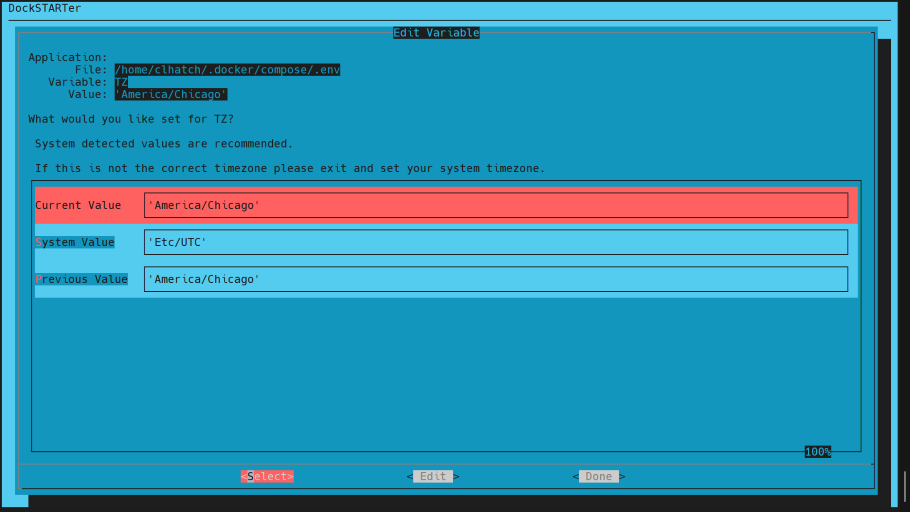 DockSTARTer
Edit Variable
Application:
File: /home/clhatch/.docker/compose/.env
Variable: TZ
Value: 'America/Chicago'
What would you like set for TZ?
System detected values are recommended.
If this is not the correct timezone please exit and set your system timezone.
Current Value 'America/Chicago'
System Value 'Etc/UTC'
Previous Value 'America/Chicago'
100%
<Select> < Edit > < Done >